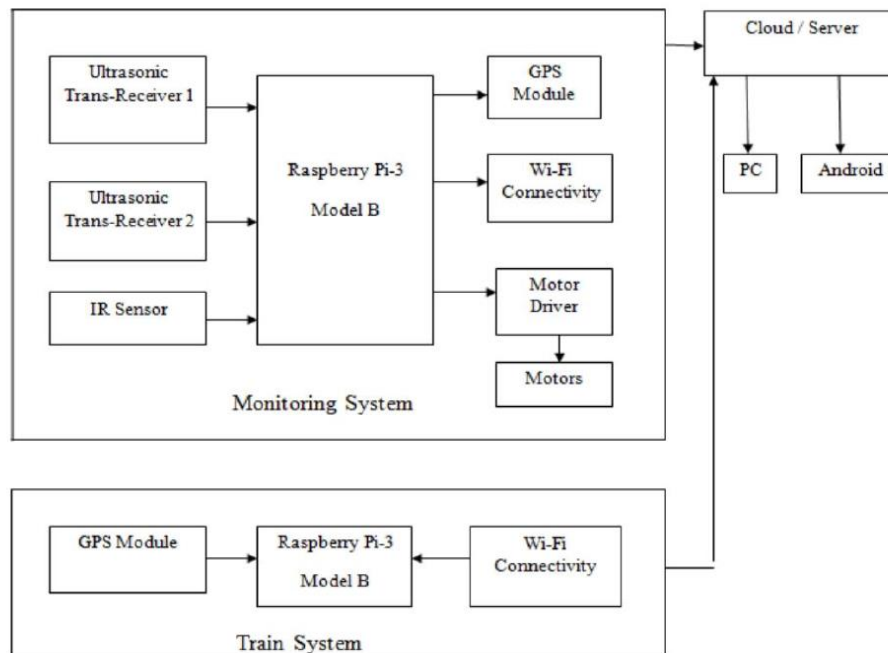 Cloud / Server
Ultrasonic
Trans-Receiver 1
GPS
Module
Raspberry Pi-3
Model B
Wi-Fi
Connectivity
PC
Android
Ultrasonic
Trans-Receiver 2
IR Sensor
Motor
Driver
Motors
Monitoring System
GPS Module
Raspberry Pi-3
Model B
Wi-Fi
Connectivity
Train System